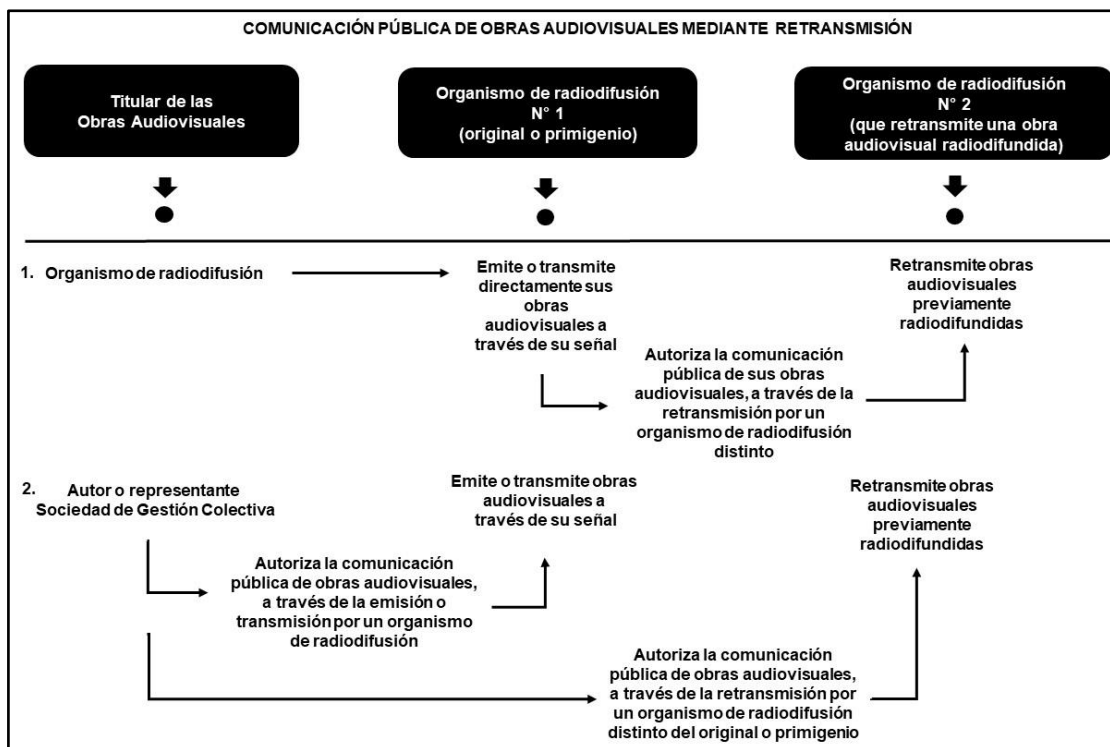 COMUNICACIÓN PÚBLICA DE OBRAS AUDIOVISUALES MEDIANTE RETRANSMISIÓN
Titular de las
Obras Audiovisuales
Organismo de radiodifusión
N° 1
(original o primigenio)
Organismo de radiodifusión
N° 2
(que retransmite una obra
audiovisual radiodifundida)
1. Organismo de radiodifusión
Emite o transmite
directamente sus
obras
audiovisuales a
través de su señal
Autoriza la comunicación
pública de sus obras
audiovisuales, a través de la
retransmisión por un
organismo de radiodifusión
distinto
Retransmite obras
audiovisuales
previamente
radiodifundidas
2. Autor o representante
Sociedad de Gestión Colectiva
Autoriza la comunicación
pública de obras audiovisuales,
a través de la emisión o
transmisión por un organismo
de radiodifusión
Emite o transmite obras
audiovisuales a
través de su señal
Autoriza la comunicación
pública de obras audiovisuales,
a través de la retransmisión por
un organismo de radiodifusión
distinto del original o primigenio
Retransmite obras
audiovisuales
previamente
radiodifundidas